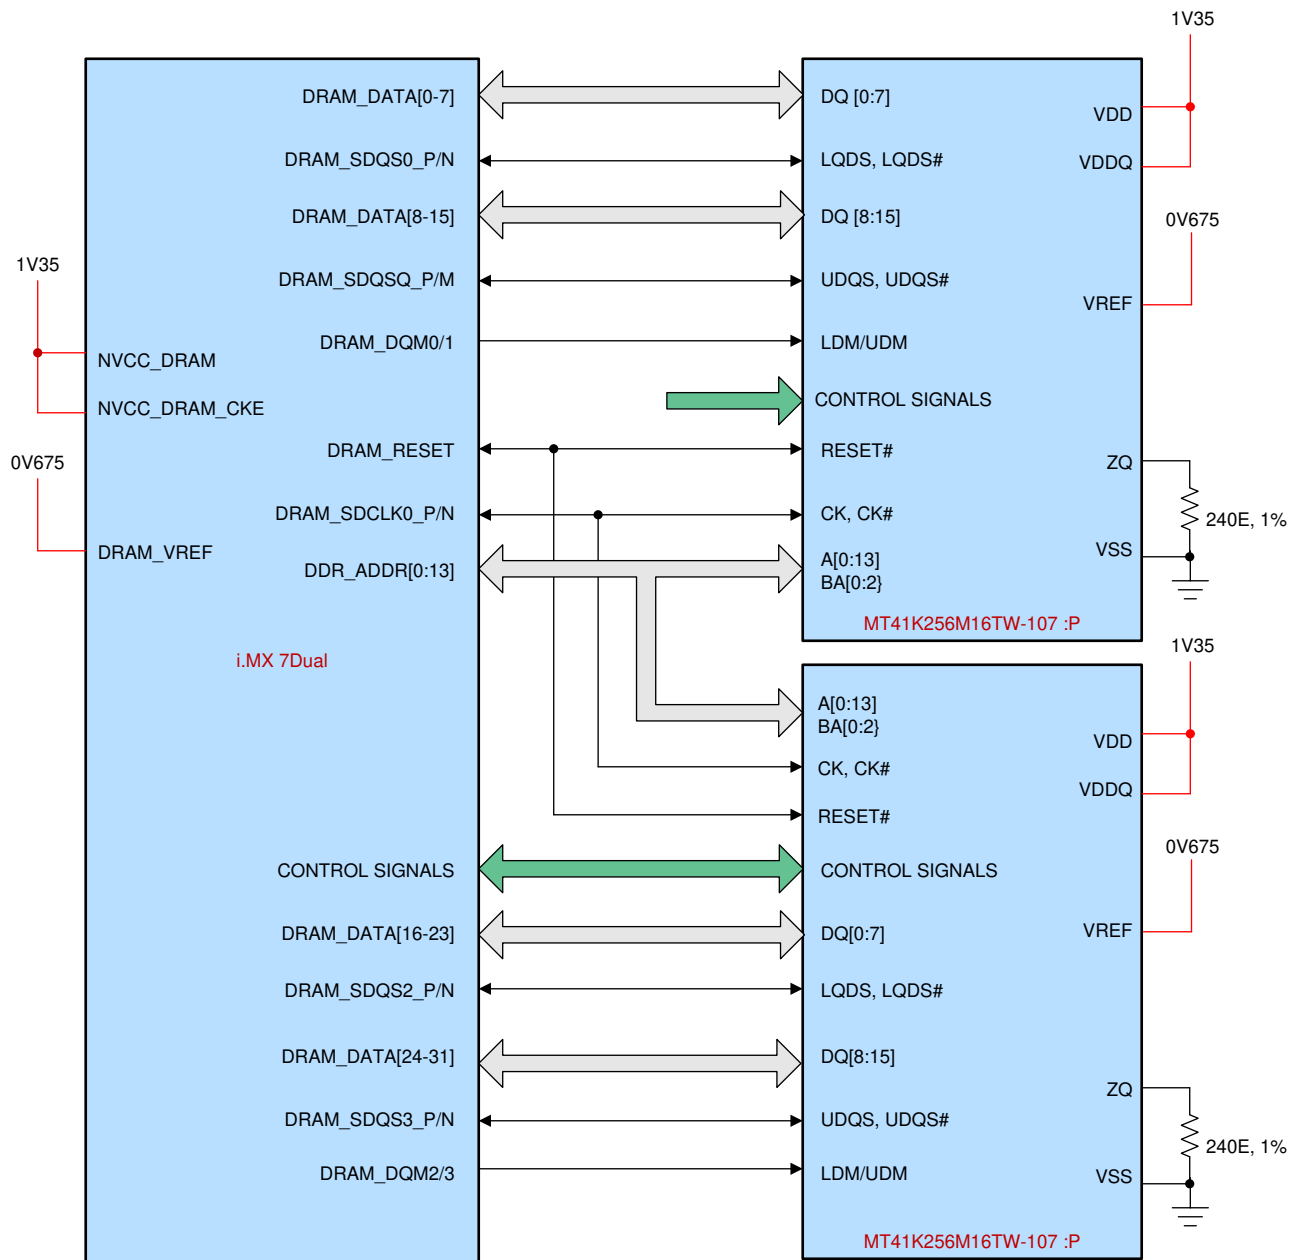 1V35
DRAM_DATA[0-7]
DQ [0:7]
VDD
DRAM_SDQS0_P/N
LQDS, LQDS#
VDDQ
DRAM_DATA[8-15]
DQ [8:15]
0V675
1V35
DRAM_SDQSQ_P/M
UDQS, UDQS#
VREF
DRAM_DQM0/1
LDM/UDM
NVCC_DRAM
CONTROL SIGNALS
NVCC_DRAM_CKE
DRAM_RESET
RESET#
ZQ
0V675
DRAM_SDCLK0_P/N
CK, CK#
240E, 1%
DRAM_VREF
VSS
DDR_ADDR[0:13]
A[0:13]
BA[0:2}
MT41K256M16TW-107 :P
i.MX 7Dual
1V35
A[0:13]
BA[0:2}
VDD
CK, CK#
VDDQ
RESET#
0V675
CONTROL SIGNALS
CONTROL SIGNALS
DRAM_DATA[16-23]
DQ[0:7]
VREF
DRAM_SDQS2_P/N
LQDS, LQDS#
DRAM_DATA[24-31]
DQ[8:15]
ZQ
DRAM_SDQS3_P/N
UDQS, UDQS#
240E, 1%
DRAM_DQM2/3
LDM/UDM
VSS
MT41K256M16TW-107 :P